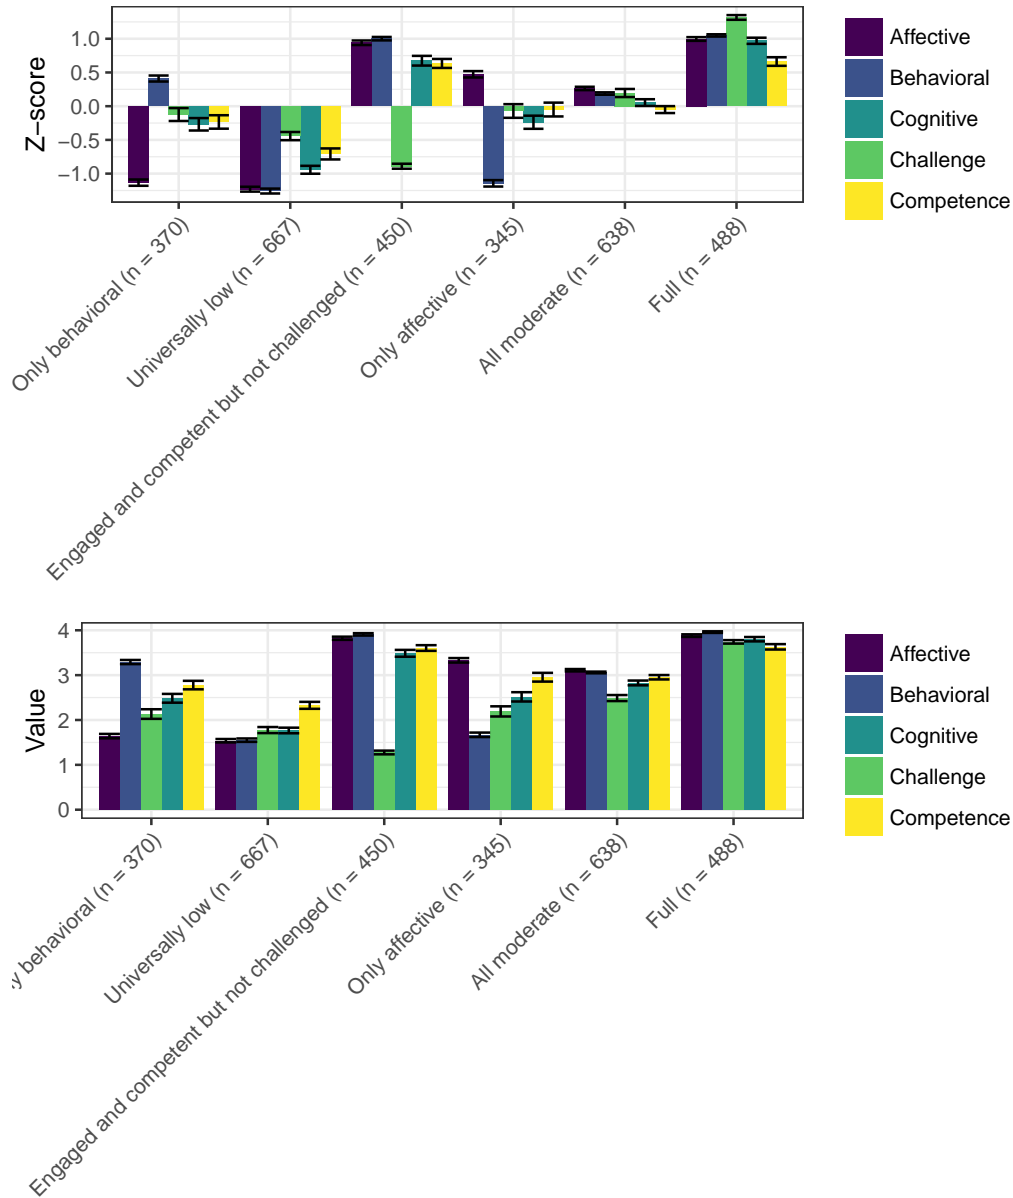 Z−score
1.0
0.5
0.0
−0.5
−1.0
Only behavioral (n = 370)
Universally low (n = 667)
Engaged and competent but not challenged (n = 450)
Only affective (n = 345)
All moderate (n = 638)
Full (n = 488)
Affective
Behavioral
Cognitive
Challenge
Competence
Value
4
3
2
1
0
y behavioral (n = 370)
Universally low (n = 667)
Engaged and competent but not challenged (n = 450)
Only affective (n = 345)
All moderate (n = 638)
Full (n = 488)
Affective
Behavioral
Cognitive
Challenge
Competence